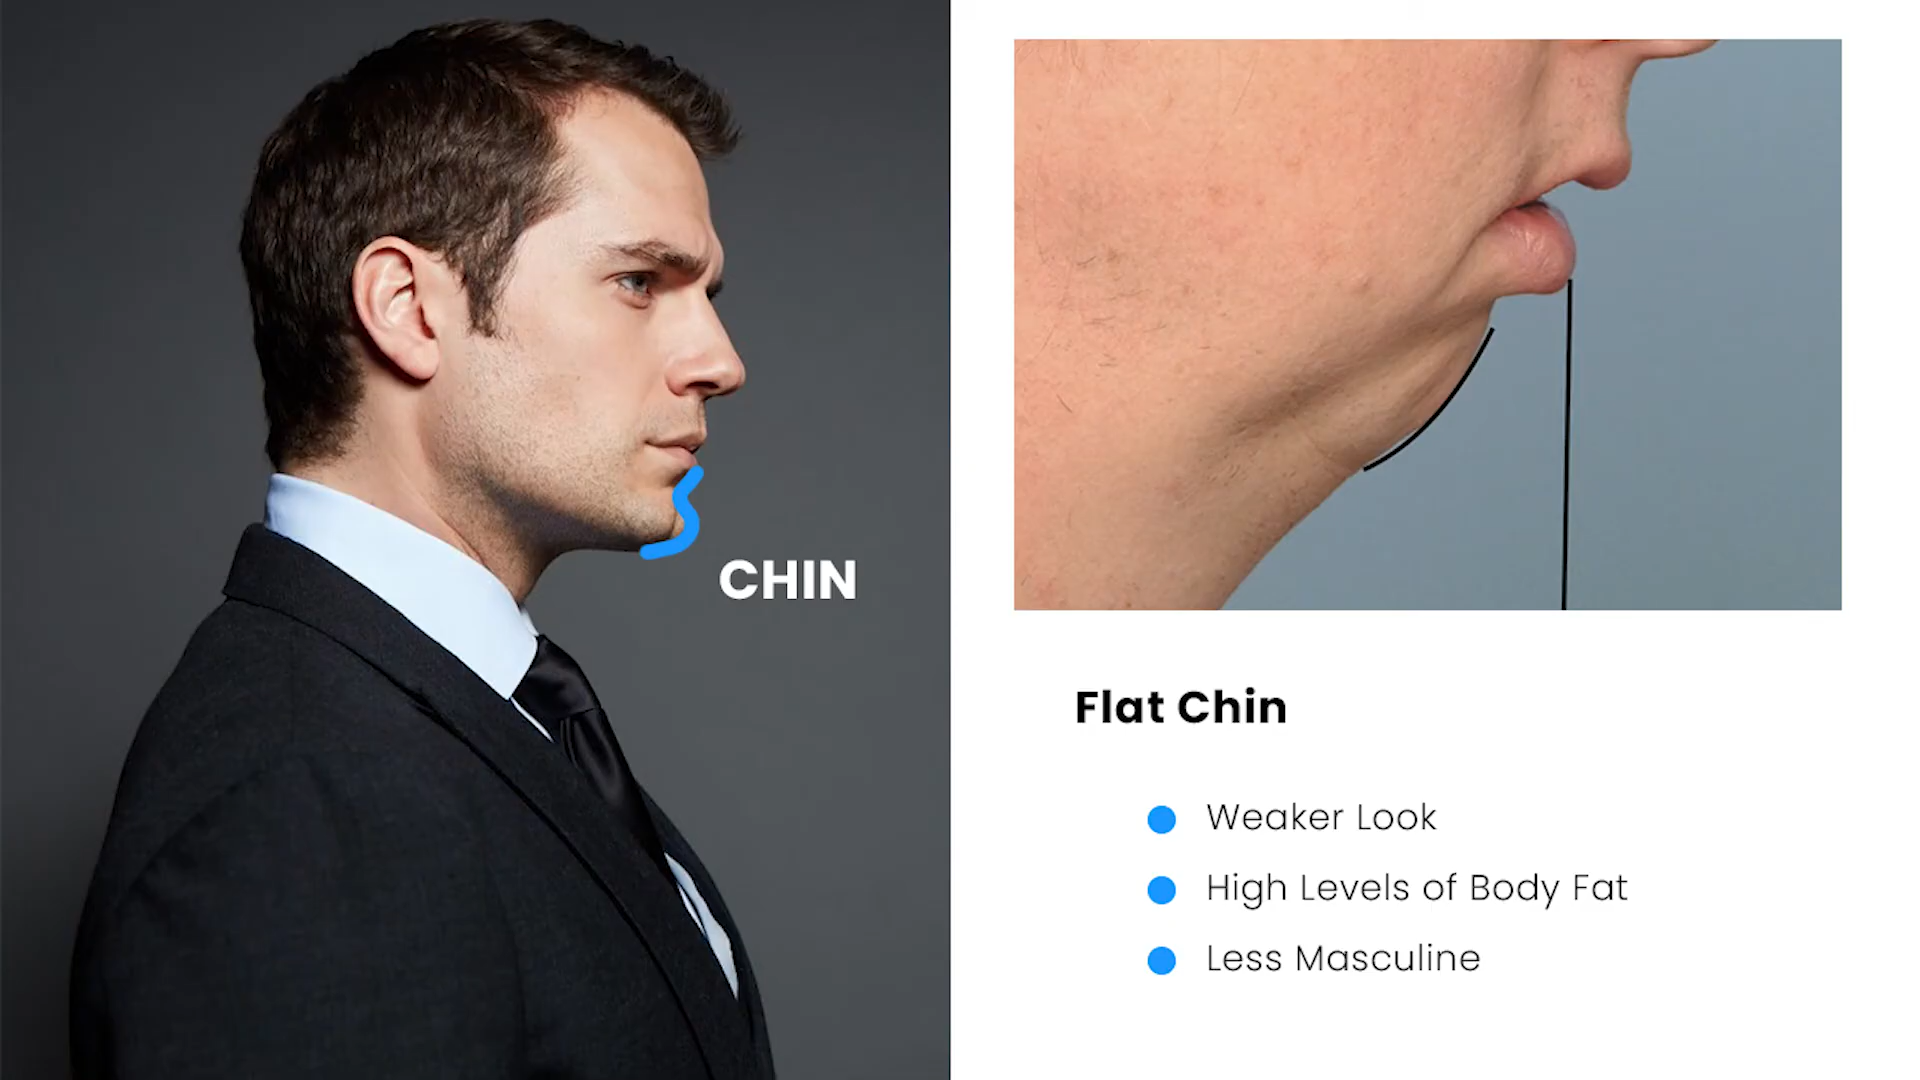 CHIN
Flat Chin
Weaker Look
High Levels of Body Fat
Less Masculine